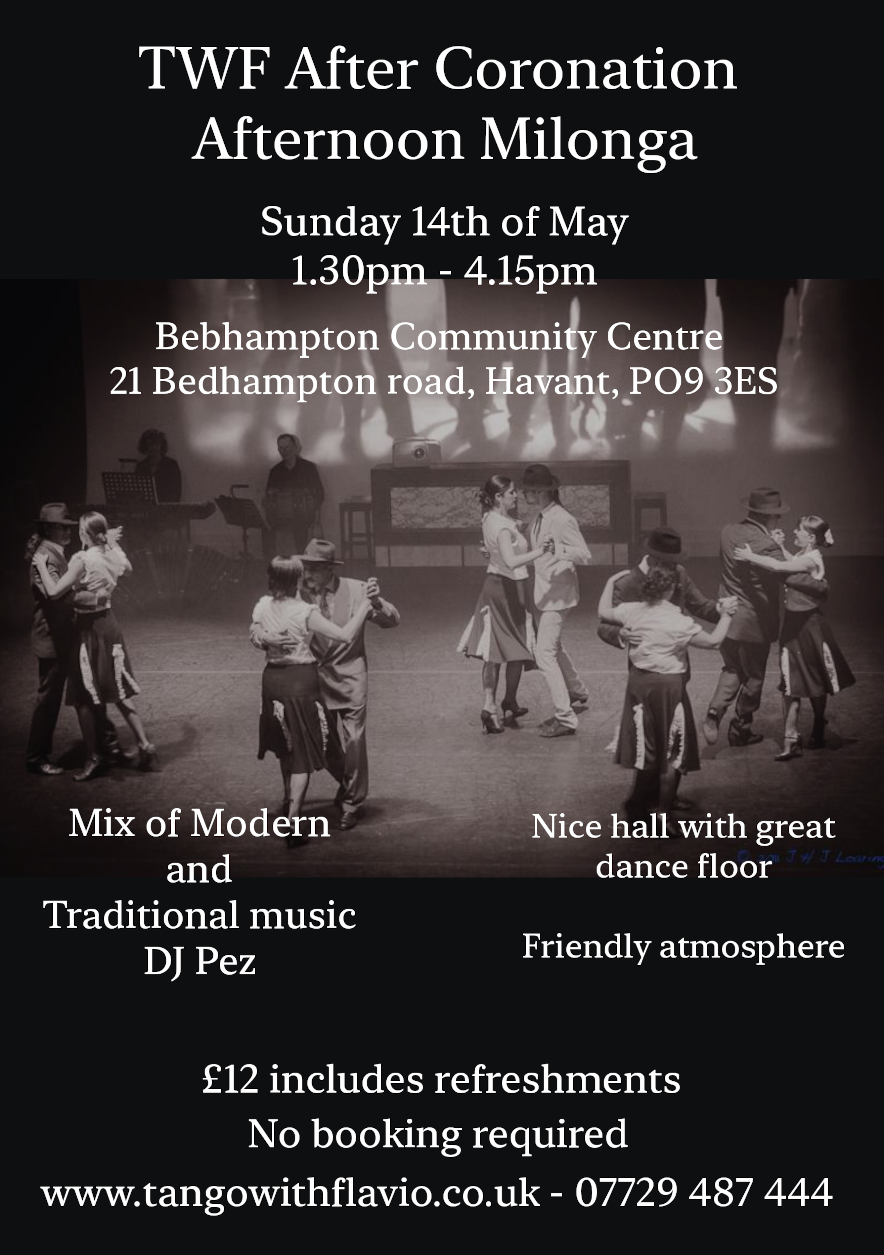 TWF After Coronation
Afternoon Milonga
Sunday 14th of May
1.30pm - 4.15pm
Bebhampton Community Centre
21 Bedhampton road, Havant, PO9 3ES
Mix of Modern
and
Traditional music
DJ Pez
Nice hall with great
dance floor
J W J Loaring
Friendly atmosphere
£12 includes refreshments
No booking required
www.tangowithflavio.co.uk - 07729 487 444